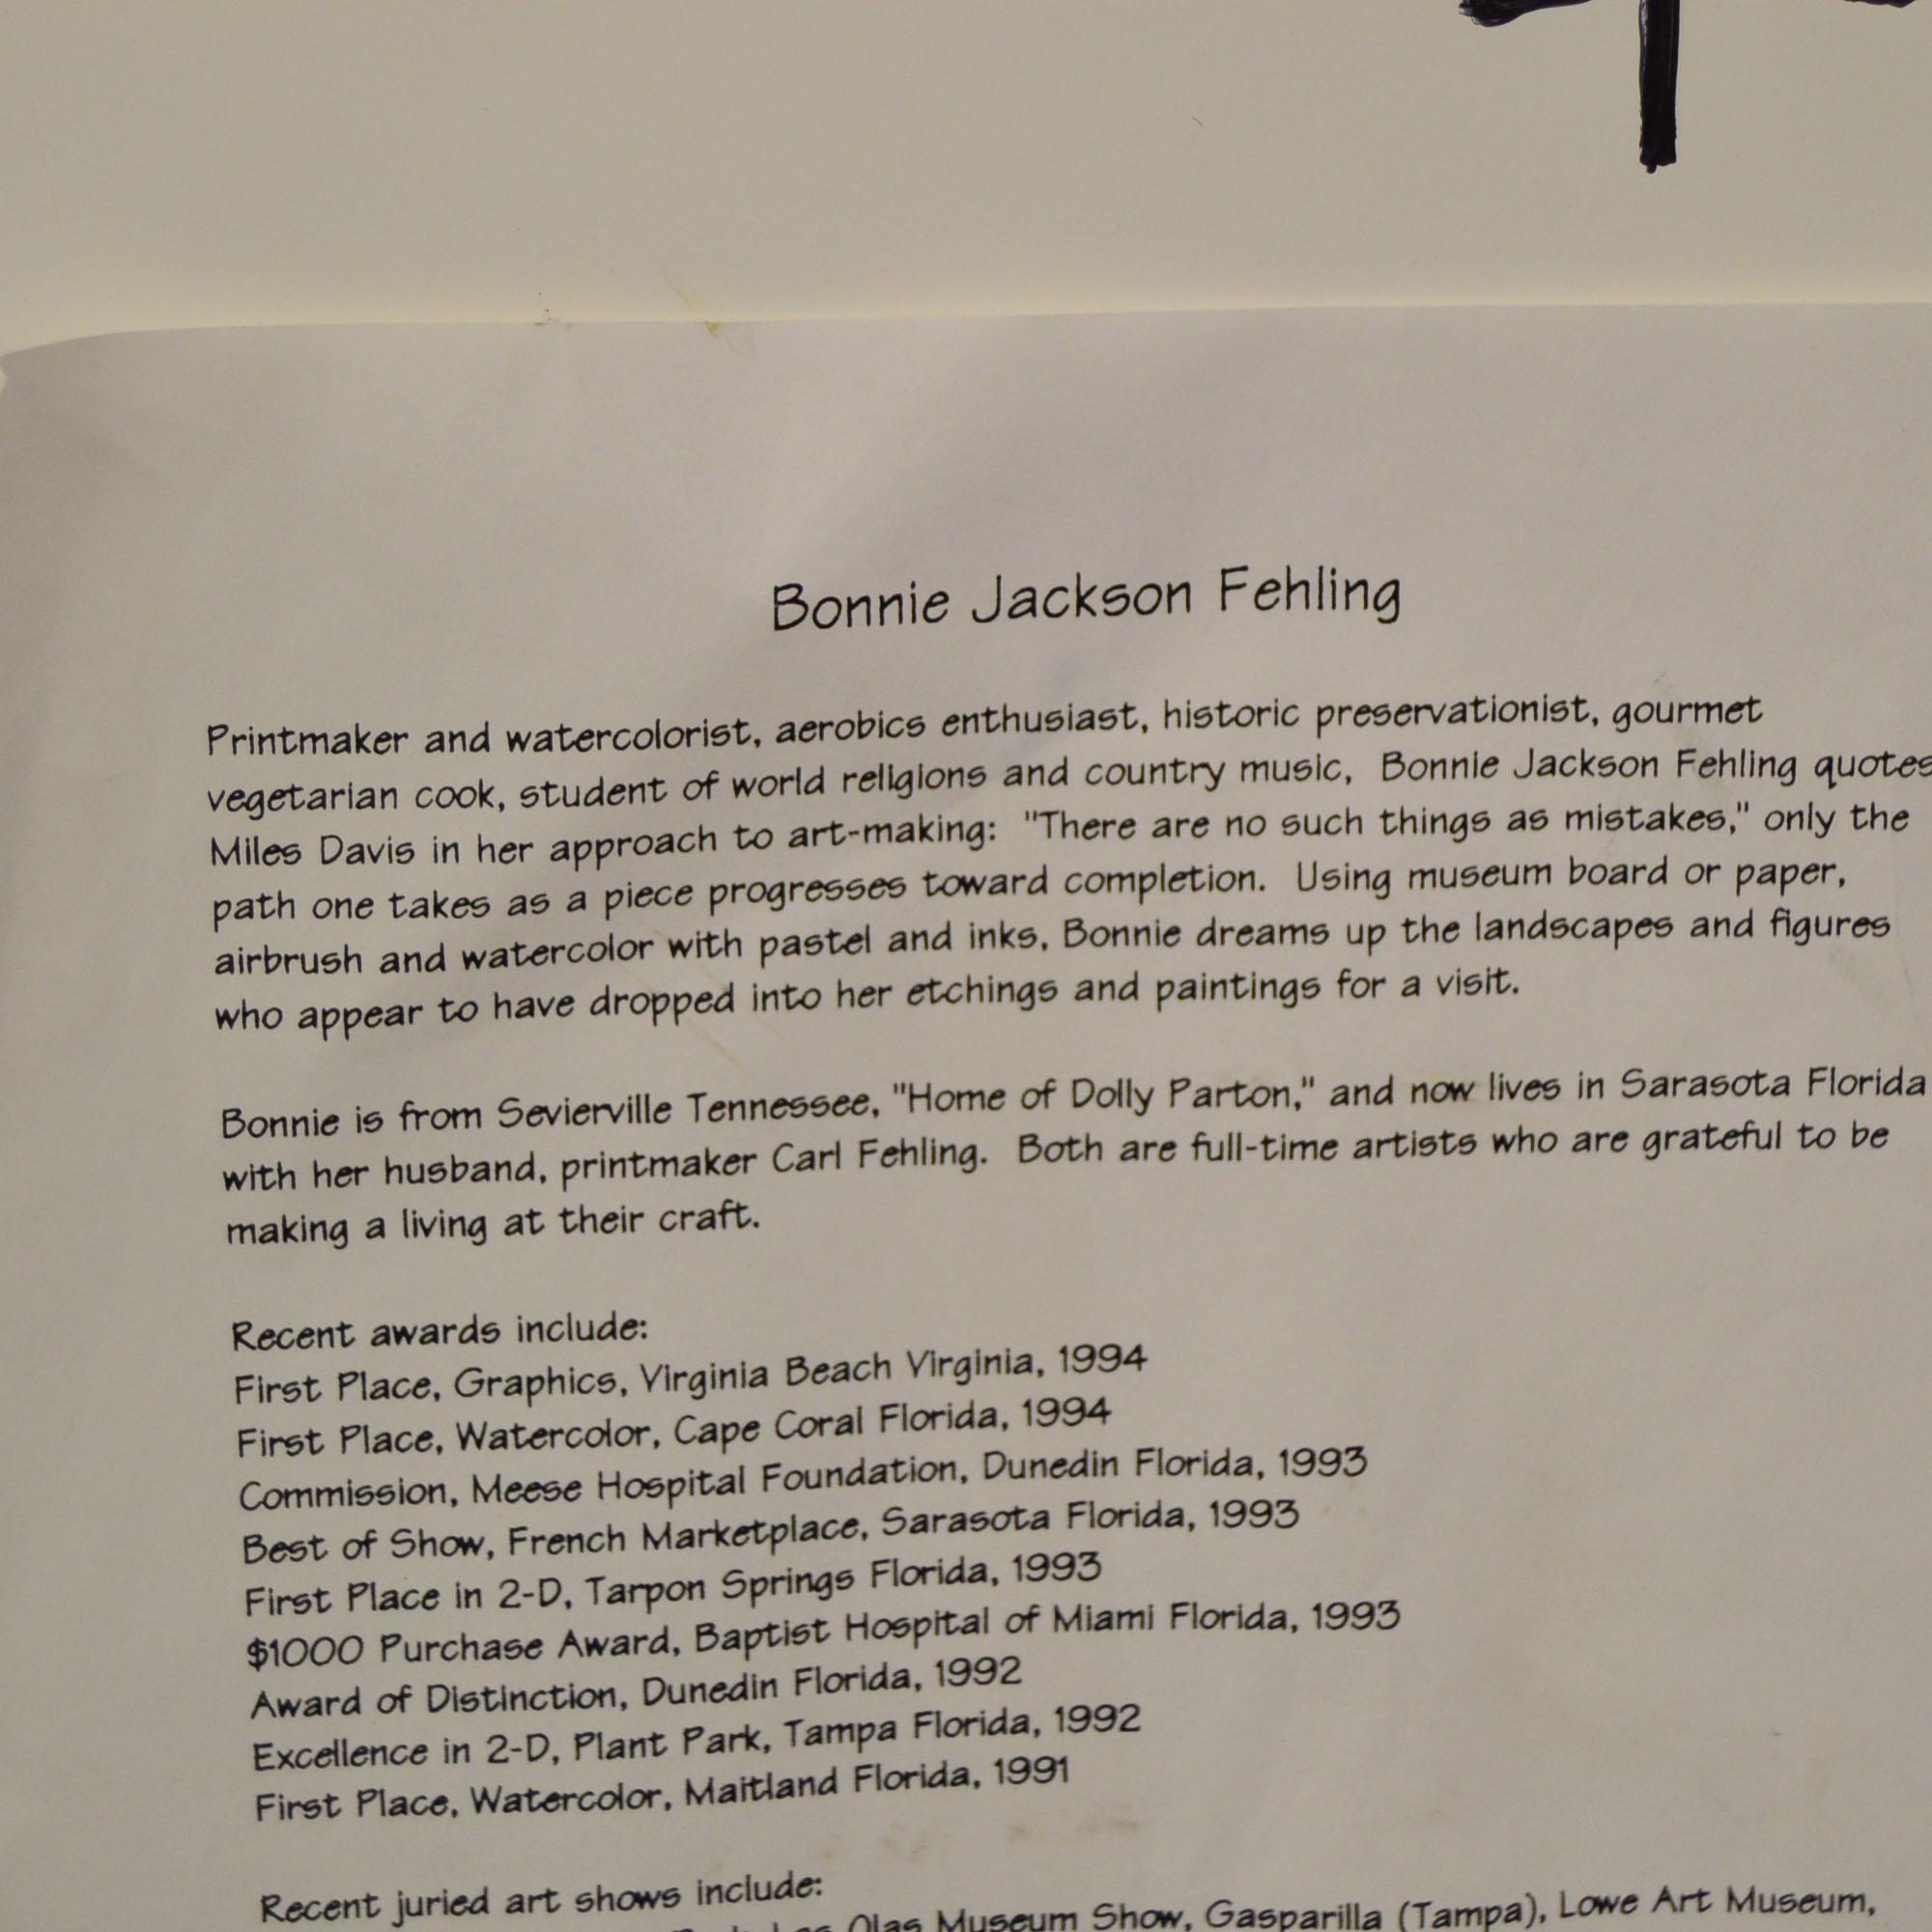 Bonnie Jackson Fehling
Printmaker and watercolorist, aerobics enthusiast, historic preservationist, gourmet
vegetarian cook, student of world religions and country music, Bonnie Jackson Fehling quotes
Miles Davis in her approach to art-making: "There are no such things as mistakes," only the
path one takes as a piece progresses toward completion. Using museum board or paper,
airbrush and watercolor with pastel and inks, Bonnie dreams up the landscapes and figures
who appear to have dropped into her etchings and paintings for a visit.
Bonnie is from Sevierville Tennessee, "Home of Dolly Parton," and now lives in Sarasota Florida
with her husband, printmaker Carl Fehling. Both are full-time artists who are grateful to be
making a living at their craft.
Recent awards include:
First Place, Graphics, Virginia Beach Virginia, 1994
First Place, Watercolor, Cape Coral Florida, 1994
Commission, Meese Hospital Foundation, Dunedin Florida, 1993
Best of Show, French Marketplace, Sarasota Florida, 1993
First Place in 2-D, Tarpon Springs Florida, 1993
$1000 Purchase Award, Baptist Hospital of Miami Florida, 1993
Award of Distinction, Dunedin Florida, 1992
Excellence in 2-D, Plant Park, Tampa Florida, 1992
First Place, Watercolor, Maitland Florida, 1991
Recent juried art shows include:
Olas Museum Show, Gasparilla (Tampa), Lowe Art Museum,